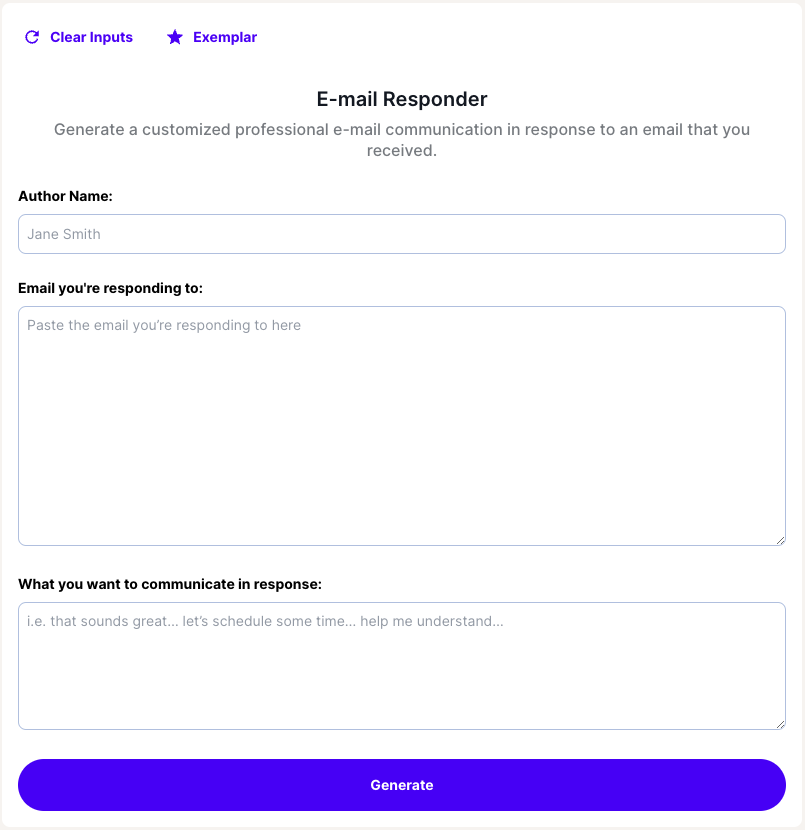 Clear Inputs Exemplar
E-mail Responder
Generate a customized professional e-mail communication in response to an email that you
received.
Author Name:
Jane Smith
Email you're responding to:
Paste the email you’re responding to here
What you want to communicate in response:
i.e. that sounds great... let’s schedule some time... help me understand...
Generate